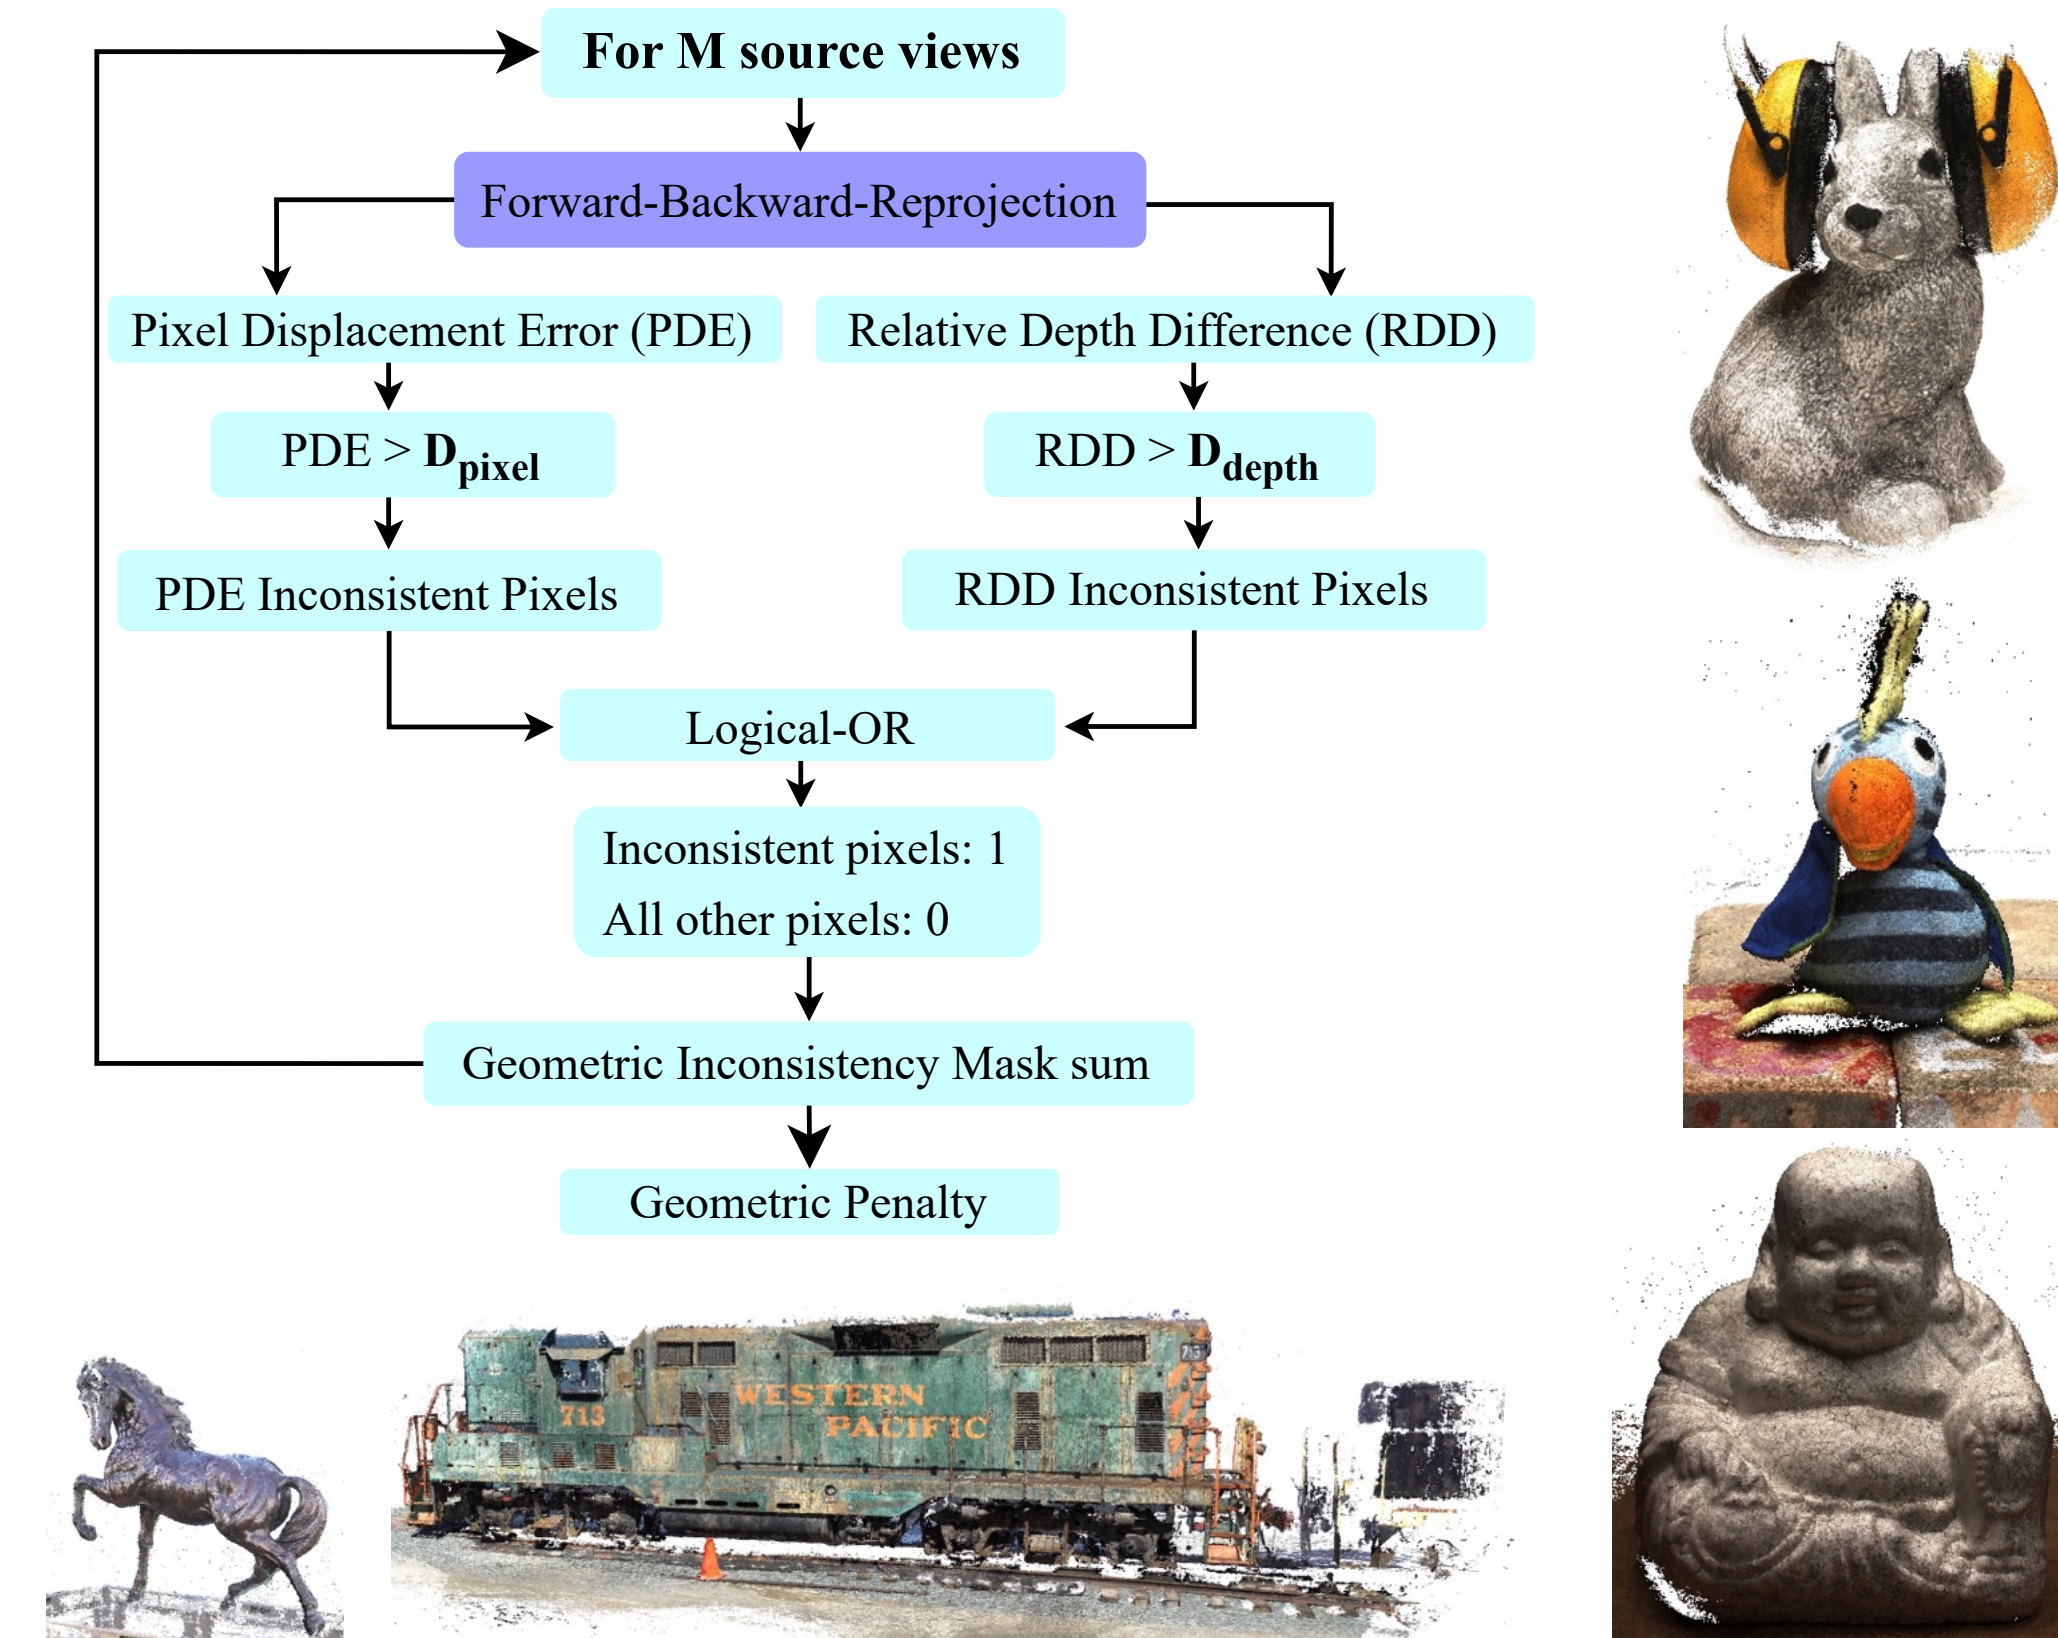 For M source views
Forward-Backward-Reprojection
Pixel Displacement Error (PDE)
Relative Depth Difference (RDD)
PDE > D_pixel
RDD > D_depth
PDE Inconsistent Pixels
RDD Inconsistent Pixels
Logical-OR
Inconsistent pixels: 1
All other pixels: 0
Geometric Inconsistency Mask sum
Geometric Penalty
WESTERN
PACIFIC
713